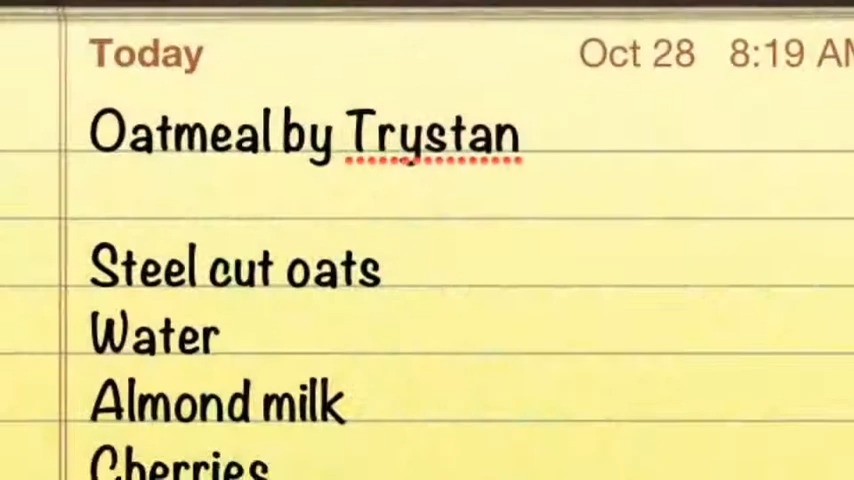 Today Oct 28 8:19 AM
Oatmeal by Trystan
Steel cut oats
Water
Almond milk
Cherries